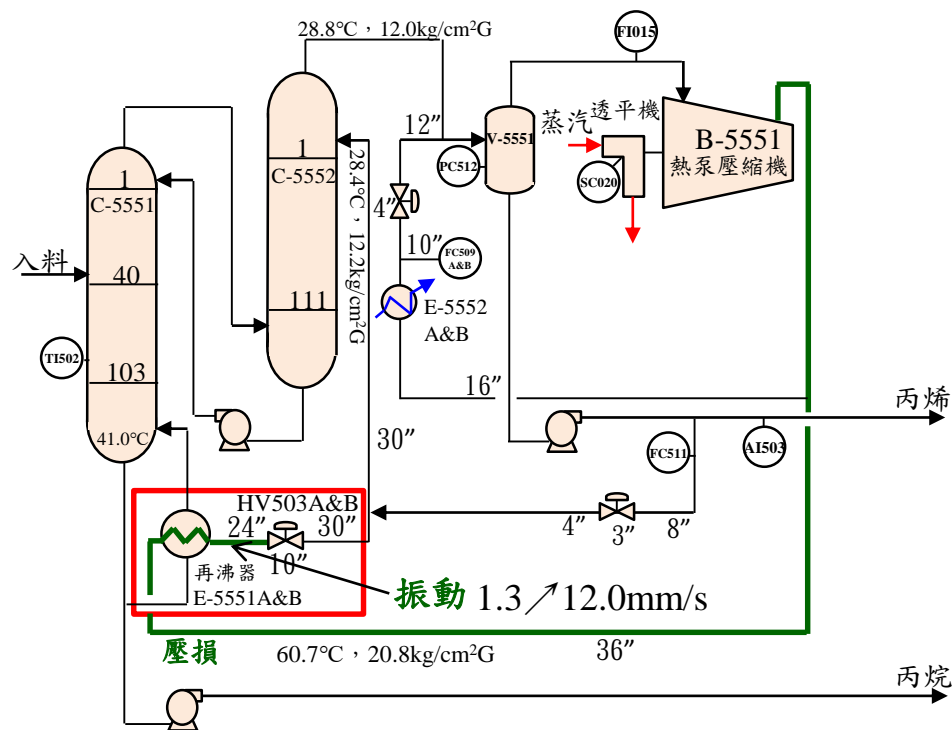 28.8℃，12.0kg/cm²G
FI015
12”
V-5551
蒸汽
透平機
B-5551
熱泵壓縮機
PC512
SC020
1
C-5552
28.4℃，12.2kg/cm²G
1
C-5551
4”
10”
FC509
A&B
入料
40
111
E-5552
A&B
TI502
103
16”
丙烯
41.0℃
30”
FC511
AI503
HV503A&B
24”
30”
10”
4”
3”
8”
再沸器
E-5551A&B
振動 1.3／12.0mm/s
壓損
60.7℃，20.8kg/cm²G
36”
丙烷